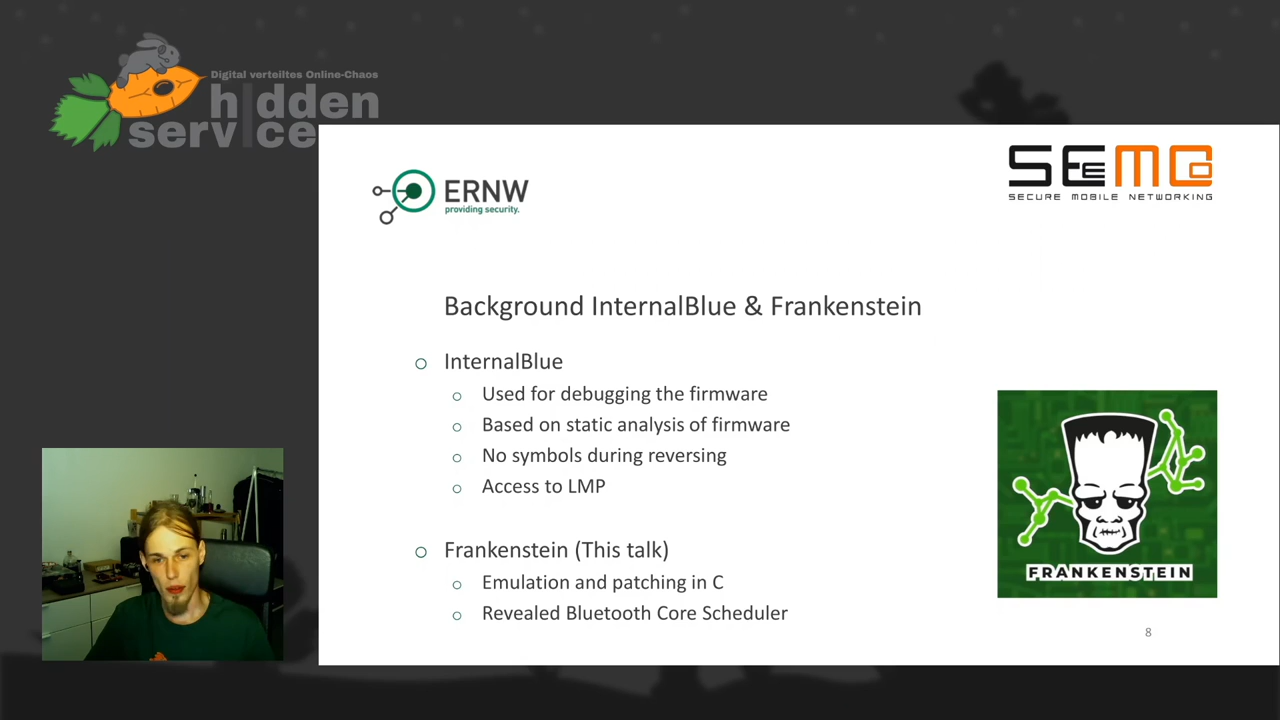 Digital verteiltes Online-Chaos
hidden
service
ERNW
providing security.
SEEMOO
SECURE MOBILE NETWORKING
Background InternalBlue & Frankenstein
InternalBlue
Used for debugging the firmware
Based on static analysis of firmware
No symbols during reversing
Access to LMP
Frankenstein (This talk)
Emulation and patching in C
Revealed Bluetooth Core Scheduler
FRANKENSTEIN
8